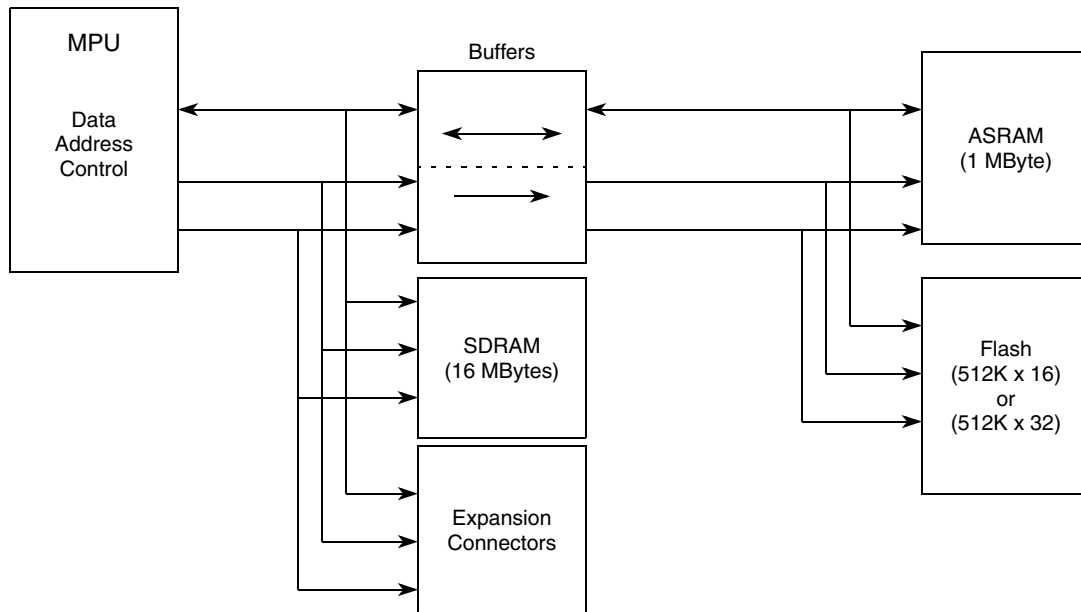 MPU
Data
Address
Control
Buffers
ASRAM
(1 MByte)
SDRAM
(16 MBytes)
Flash
(512K x 16)
or
(512K x 32)
Expansion
Connectors